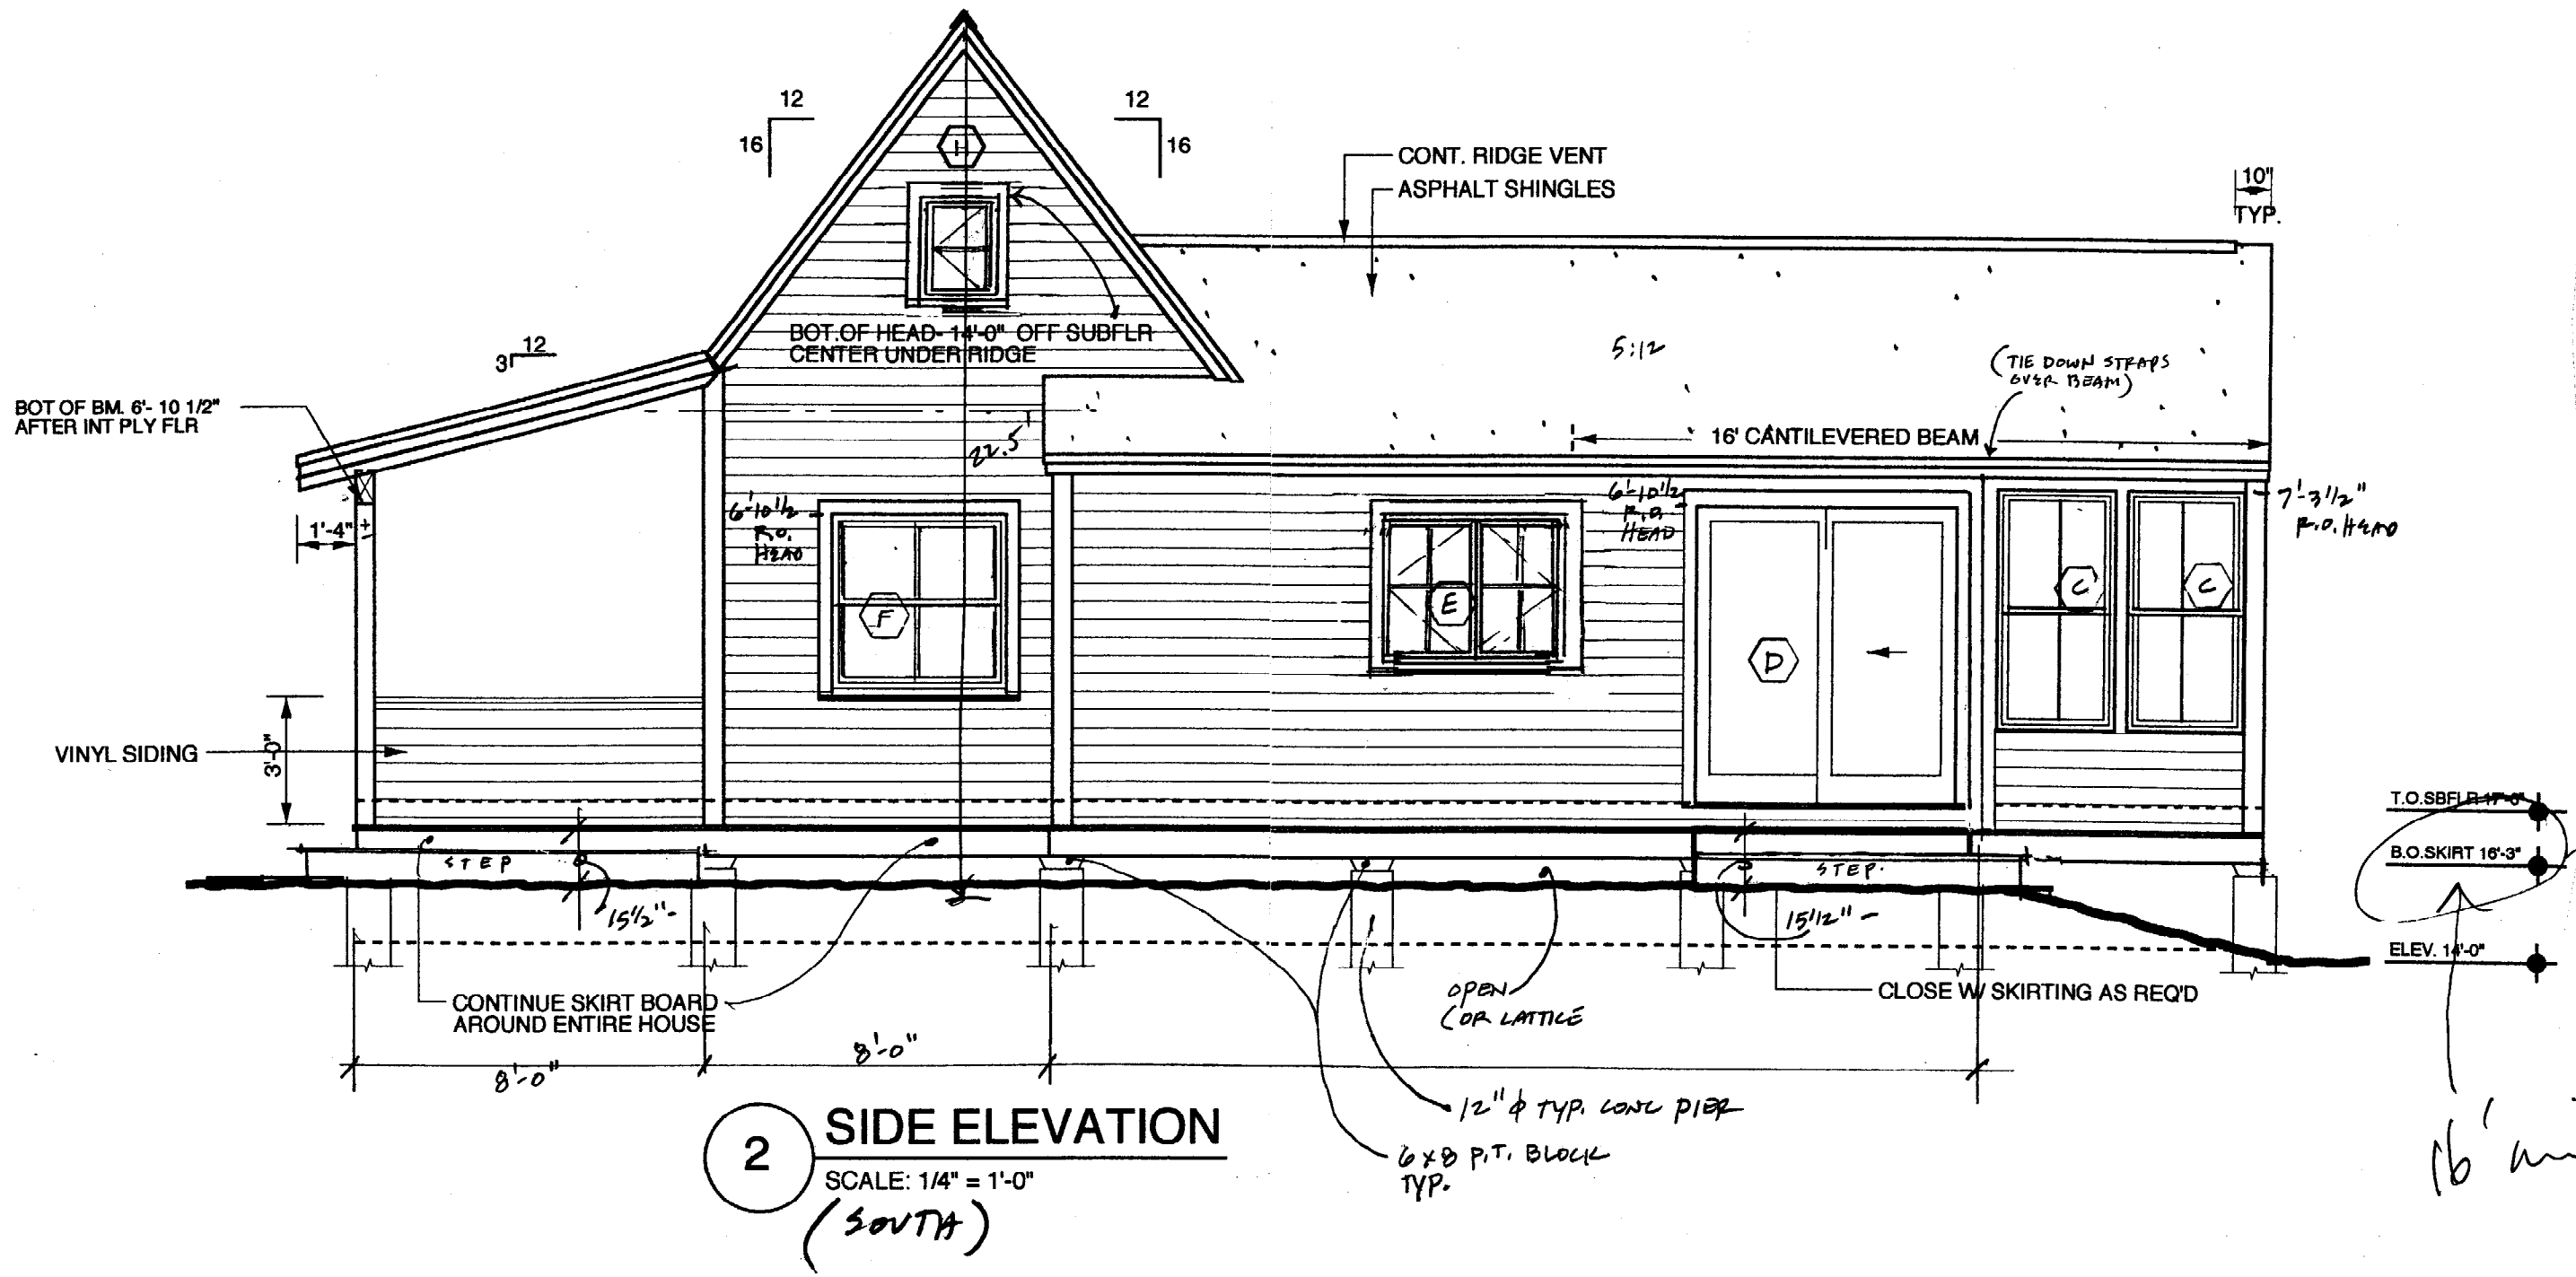 12
12
16
16
H
CONT. RIDGE VENT
ASPHALT SHINGLES
10"
TYP.
BOT.OF HEAD- 14'-0" OFF SUBFLR
CENTER UNDER RIDGE
12
3
5:12
(TIE DOWN STRAPS
OVER BEAM)
BOT OF BM. 6'- 10 1/2"
AFTER INT PLY FLR
22.5
16' CANTILEVERED BEAM
1'-4"
6'-10 1/2
R.O.
HEAD
6'-10 1/2
R.O.
HEAD
7'-3 1/2"
R.O. HEAD
F
E
D
C
C
VINYL SIDING
3'-0"
T.O.SBFLR 17'-0"
B.O.SKIRT 16'-3"
ELEV. 14'-0"
STEP
STEP.
15 1/2"-
15 1/2" -
CONTINUE SKIRT BOARD
AROUND ENTIRE HOUSE
OPEN
(OR LATTICE
CLOSE W/ SKIRTING AS REQ'D
8'-0"
8'-0"
12" ϕ TYP. CONC PIER
6x8 P.T. BLOCK
TYP.
16'
2
SIDE ELEVATION
SCALE: 1/4" = 1'-0"
(SOUTH)